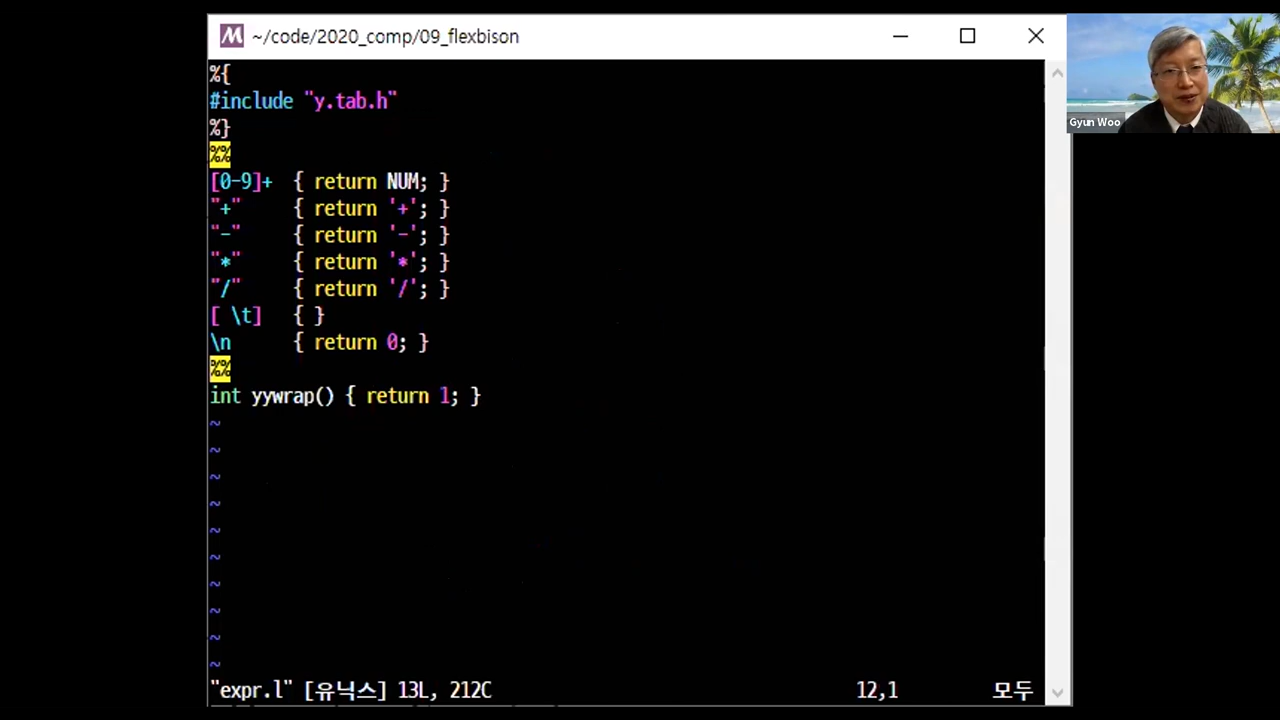 ~/code/2020_comp/09_flexbison
Gyun Woo
%{
#include "y.tab.h"
%}
%%
[0-9]+  { return NUM; }
"+"     { return '+'; }
"-"     { return '-'; }
"*"     { return '*'; }
"/"     { return '/'; }
[ \t]   { }
\n      { return 0; }
%%
int yywrap() { return 1; }
~
~
~
~
~
~
~
~
~
~
"expr.l" [유닉스] 13L, 212C 12,1 모두